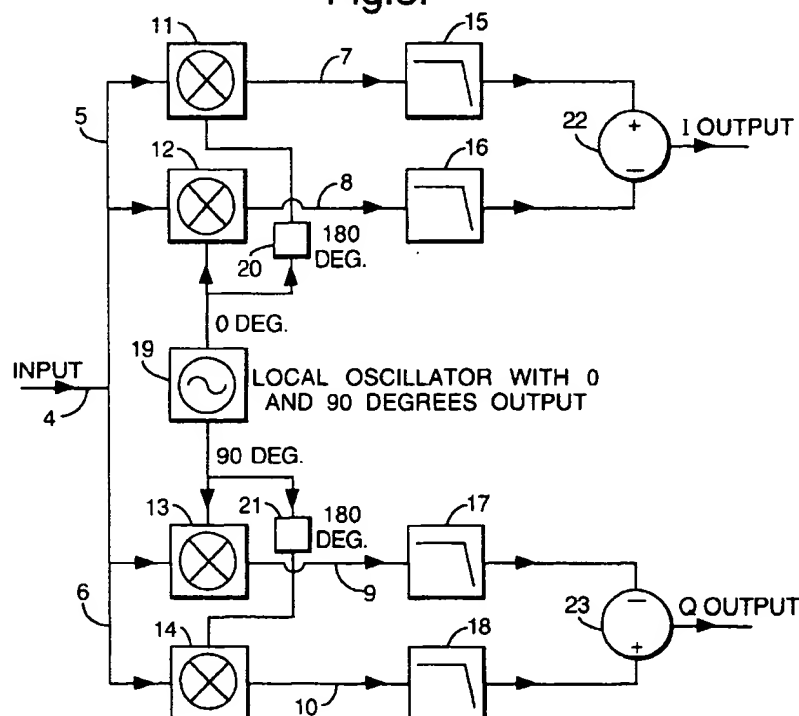 Fig.3.
11
15
7
5
22
+
−
I OUTPUT
12
16
8
180
DEG.
20
0 DEG.
19
INPUT
4
LOCAL OSCILLATOR WITH 0
AND 90 DEGREES OUTPUT
90 DEG.
13
21
180
DEG.
17
9
6
23
−
+
Q OUTPUT
14
18
10